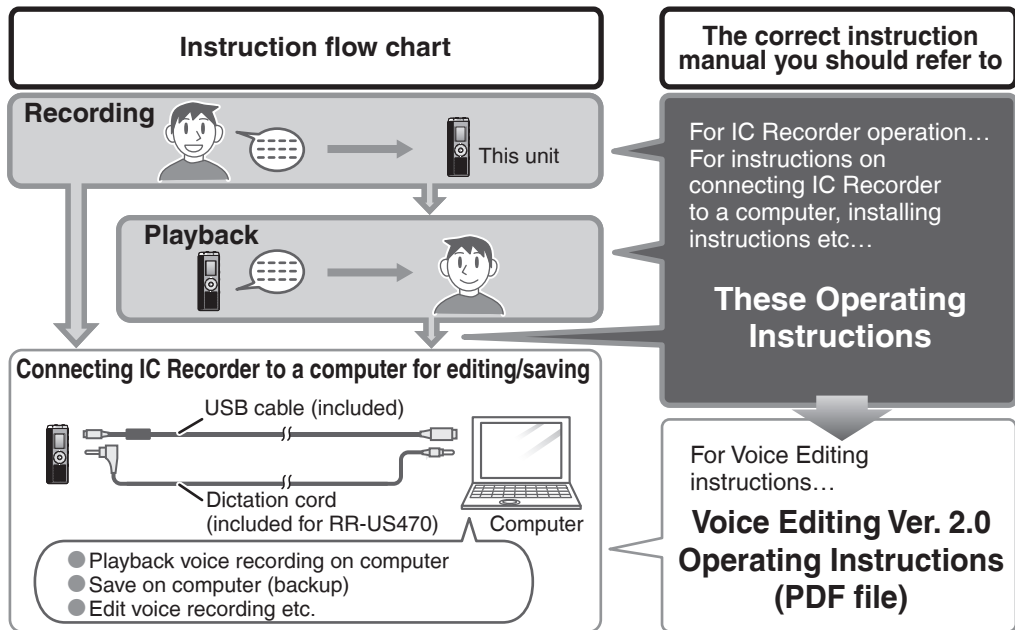 Instruction flow chart
The correct instruction
manual you should refer to
Recording
This unit
Playback
For IC Recorder operation…
For instructions on
connecting IC Recorder
to a computer, installing
instructions etc…
These Operating
Instructions
Connecting IC Recorder to a computer for editing/saving
USB cable (included)
Dictation cord
(included for RR-US470)
Computer
● Playback voice recording on computer
● Save on computer (backup)
● Edit voice recording etc.
For Voice Editing
instructions…
Voice Editing Ver. 2.0
Operating Instructions
(PDF file)